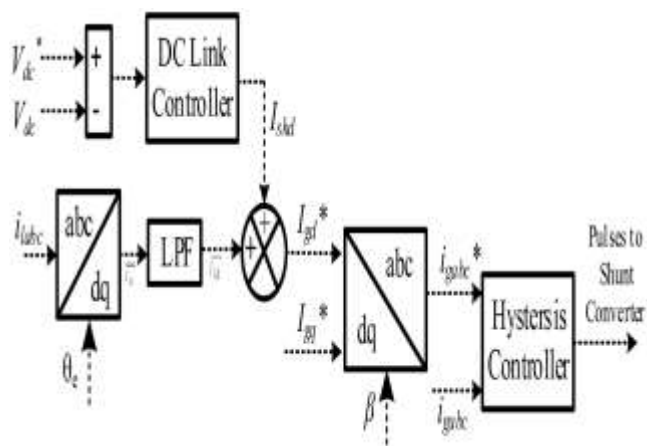 V_dc*
+
V_dc
-
DC Link
Controller
I_shd
i_labc
abc
dq
LPF
+
+
θ_e
I_gd*
I_gq*
abc
dq
β
i_gabc*
i_gabc
Hystersis
Controller
Pulses to
Shunt
Converter